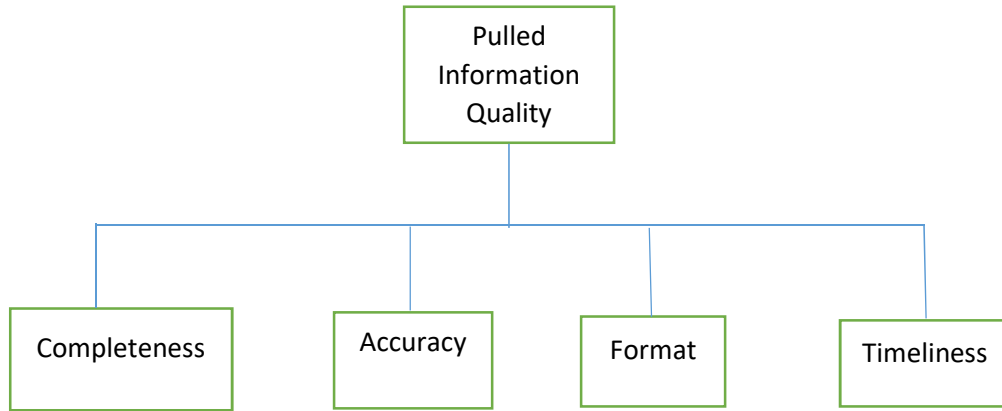 Pulled
Information
Quality
Completeness
Accuracy
Format
Timeliness